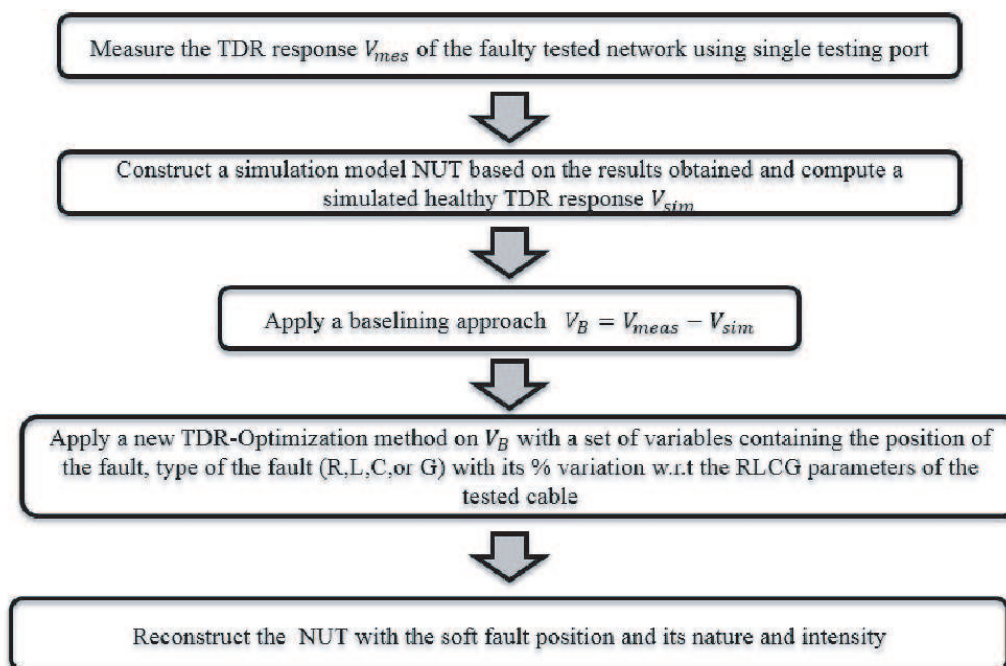 Measure the TDR response V_mes of the faulty tested network using single testing port
Construct a simulation model NUT based on the results obtained and compute a
simulated healthy TDR response V_sim
Apply a baselining approach V_B = V_meas − V_sim
Apply a new TDR-Optimization method on V_B with a set of variables containing the position of
the fault, type of the fault (R,L,C,or G) with its % variation w.r.t the RLCG parameters of the
tested cable
Reconstruct the NUT with the soft fault position and its nature and intensity